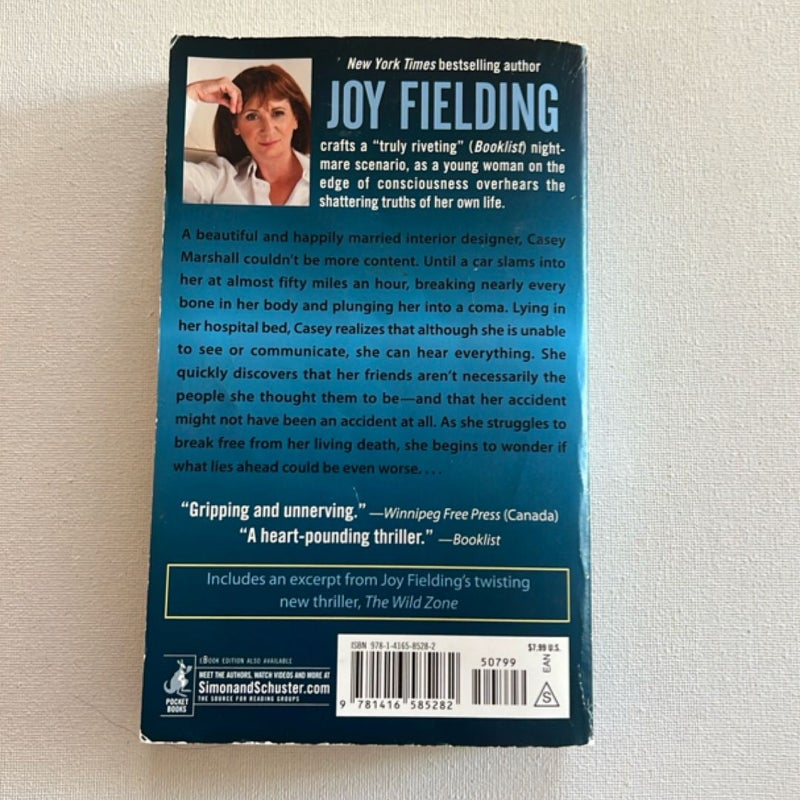 New York Times bestselling author
JOY FIELDING
crafts a “truly riveting” (Booklist) night-
mare scenario, as a young woman on the
edge of consciousness overhears the
shattering truths of her own life.
A beautiful and happily married interior designer, Casey
Marshall couldn’t be more content. Until a car slams into
her at almost fifty miles an hour, breaking nearly every
bone in her body and plunging her into a coma. Lying in
her hospital bed, Casey realizes that although she is unable
to see or communicate, she can hear everything. She
quickly discovers that her friends aren’t necessarily the
people she thought them to be—and that her accident
might not have been an accident at all. As she struggles to
break free from her living death, she begins to wonder if
what lies ahead could be even worse. . . .
“Gripping and unnerving.” —Winnipeg Free Press (Canada)
“A heart-pounding thriller.” —Booklist
Includes an excerpt from Joy Fielding’s twisting
new thriller, The Wild Zone
EBOOK EDITION ALSO AVAILABLE
MEET THE AUTHORS, WATCH VIDEOS AND MORE AT
SimonandSchuster.com
THE SOURCE FOR READING GROUPS
POCKET
BOOKS
ISBN 978-1-4165-8528-2
50799
9 781416 585282
$7.99 U.S.
EAN
S